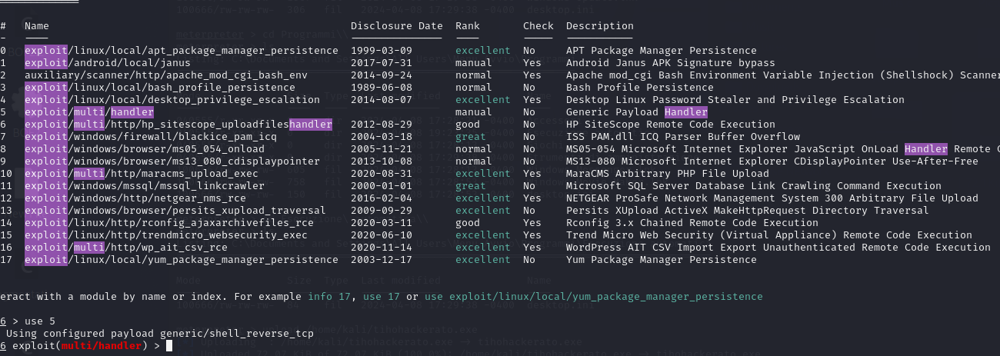 100666/rw-rw-rw- 306 fil 2024-04-08 17:29:38 -0400 desktop.ini
#   Name   Disclosure Date   Rank   Check   Description
-   ----   ---------------   ----   -----   -----------
0   exploit/linux/local/apt_package_manager_persistence   1999-03-09   excellent   No   APT Package Manager Persistence
1   exploit/android/local/janus   2017-07-31   manual   Yes   Android Janus APK Signature bypass
2   auxiliary/scanner/http/apache_mod_cgi_bash_env   2014-09-24   normal   Yes   Apache mod_cgi Bash Environment Variable Injection (Shellshock) Scanner
3   exploit/linux/local/bash_profile_persistence   1989-06-08   normal   No   Bash Profile Persistence
4   exploit/linux/local/desktop_privilege_escalation   2014-08-07   excellent   Yes   Desktop Linux Password Stealer and Privilege Escalation
5   exploit/multi/handler   manual   No   Generic Payload Handler
6   exploit/multi/http/hp_sitescope_uploadfileshandler   2012-08-29   good   No   HP SiteScope Remote Code Execution
7   exploit/windows/firewall/blackice_pam_icq   2004-03-18   great   No   ISS PAM.dll ICQ Parser Buffer Overflow
8   exploit/windows/browser/ms05_054_onload   2005-11-21   normal   No   MS05-054 Microsoft Internet Explorer JavaScript OnLoad Handler Remote
9   exploit/windows/browser/ms13_080_cdisplaypointer   2013-10-08   normal   No   MS13-080 Microsoft Internet Explorer CDisplayPointer Use-After-Free
10   exploit/multi/http/maracms_upload_exec   2020-08-31   excellent   Yes   MaraCMS Arbitrary PHP File Upload
11   exploit/windows/mssql/mssql_linkcrawler   2000-01-01   great   No   Microsoft SQL Server Database Link Crawling Command Execution
12   exploit/windows/http/netgear_nms_rce   2016-02-04   excellent   Yes   NETGEAR ProSafe Network Management System 300 Arbitrary File Upload
13   exploit/windows/browser/persits_xupload_traversal   2009-09-29   excellent   No   Persits XUpload ActiveX MakeHttpRequest Directory Traversal
14   exploit/linux/http/rconfig_ajaxarchivefiles_rce   2020-03-11   good   Yes   Rconfig 3.x Chained Remote Code Execution
15   exploit/linux/http/trendmicro_websecurity_exec   2020-06-10   excellent   Yes   Trend Micro Web Security (Virtual Appliance) Remote Code Execution
16   exploit/multi/http/wp_ait_csv_rce   2020-11-14   excellent   Yes   WordPress AIT CSV Import Export Unauthenticated Remote Code Execution
17   exploit/linux/local/yum_package_manager_persistence   2003-12-17   excellent   No   Yum Package Manager Persistence
eract with a module by name or index. For example info 17, use 17 or use exploit/linux/local/yum_package_manager_persistence
6 > use 5
Using configured payload generic/shell_reverse_tcp
6 exploit(multi/handler) >